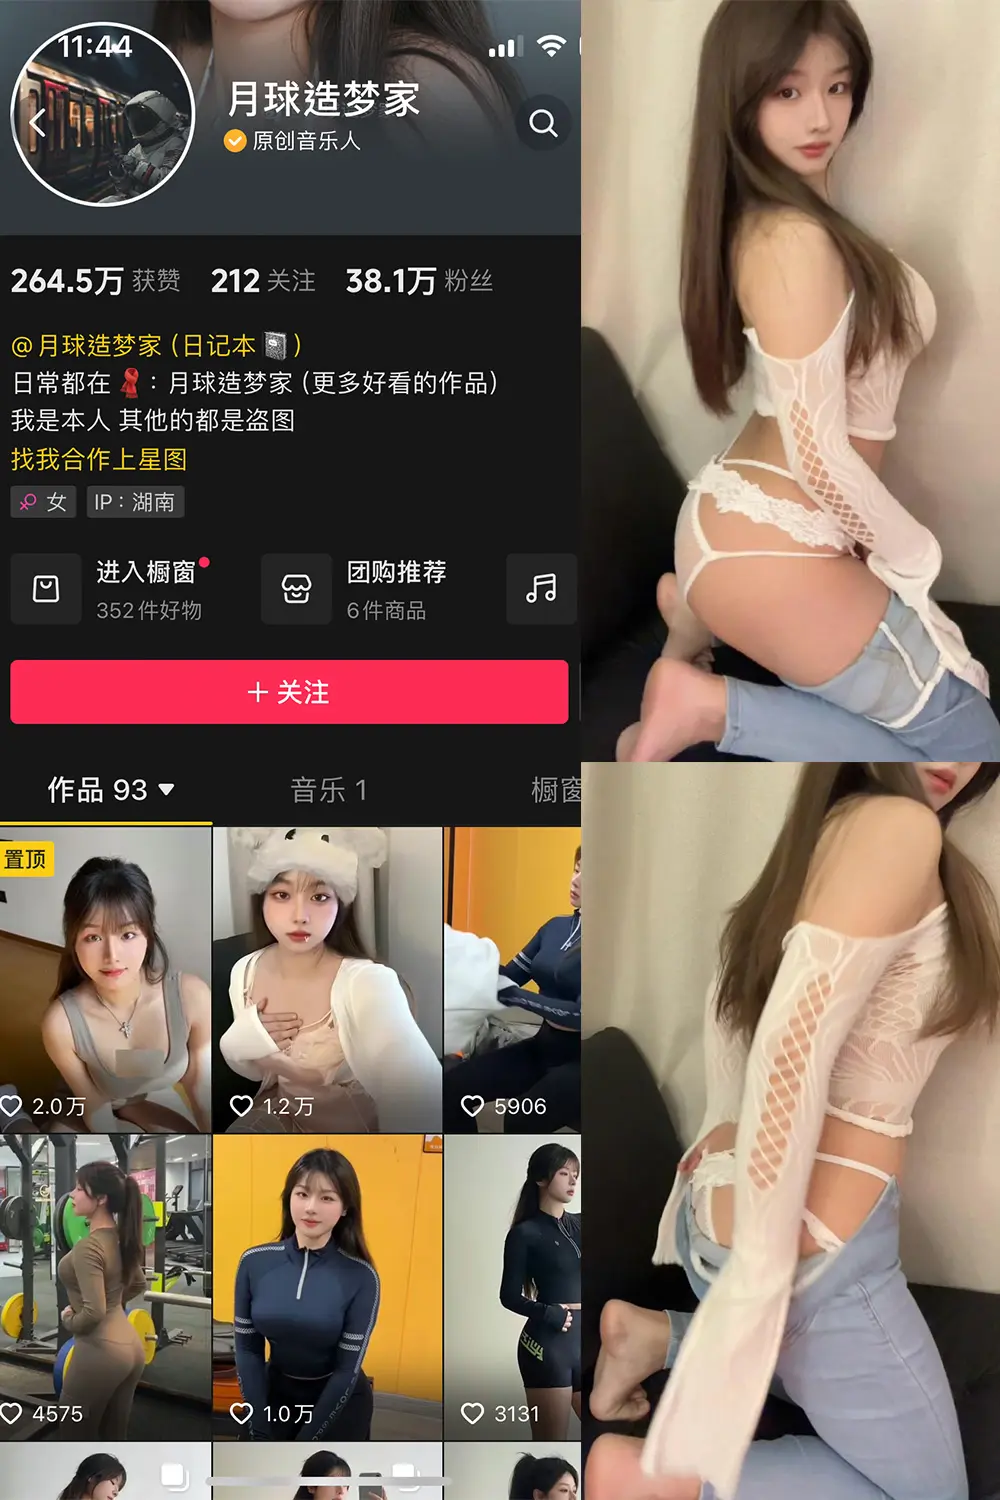 11:44
月球造梦家
原创音乐人
264.5万 获赞 212 关注 38.1万 粉丝
@月球造梦家（日记本📓）
日常都在🧣：月球造梦家（更多好看的作品）
我是本人 其他的都是盗图
找我合作上星图
女 IP：湖南
进入橱窗 团购推荐
352件好物 6件商品
+ 关注
作品 93 音乐 1 橱窗
置顶
2.0万 1.2万 5906
4575 1.0万 3131